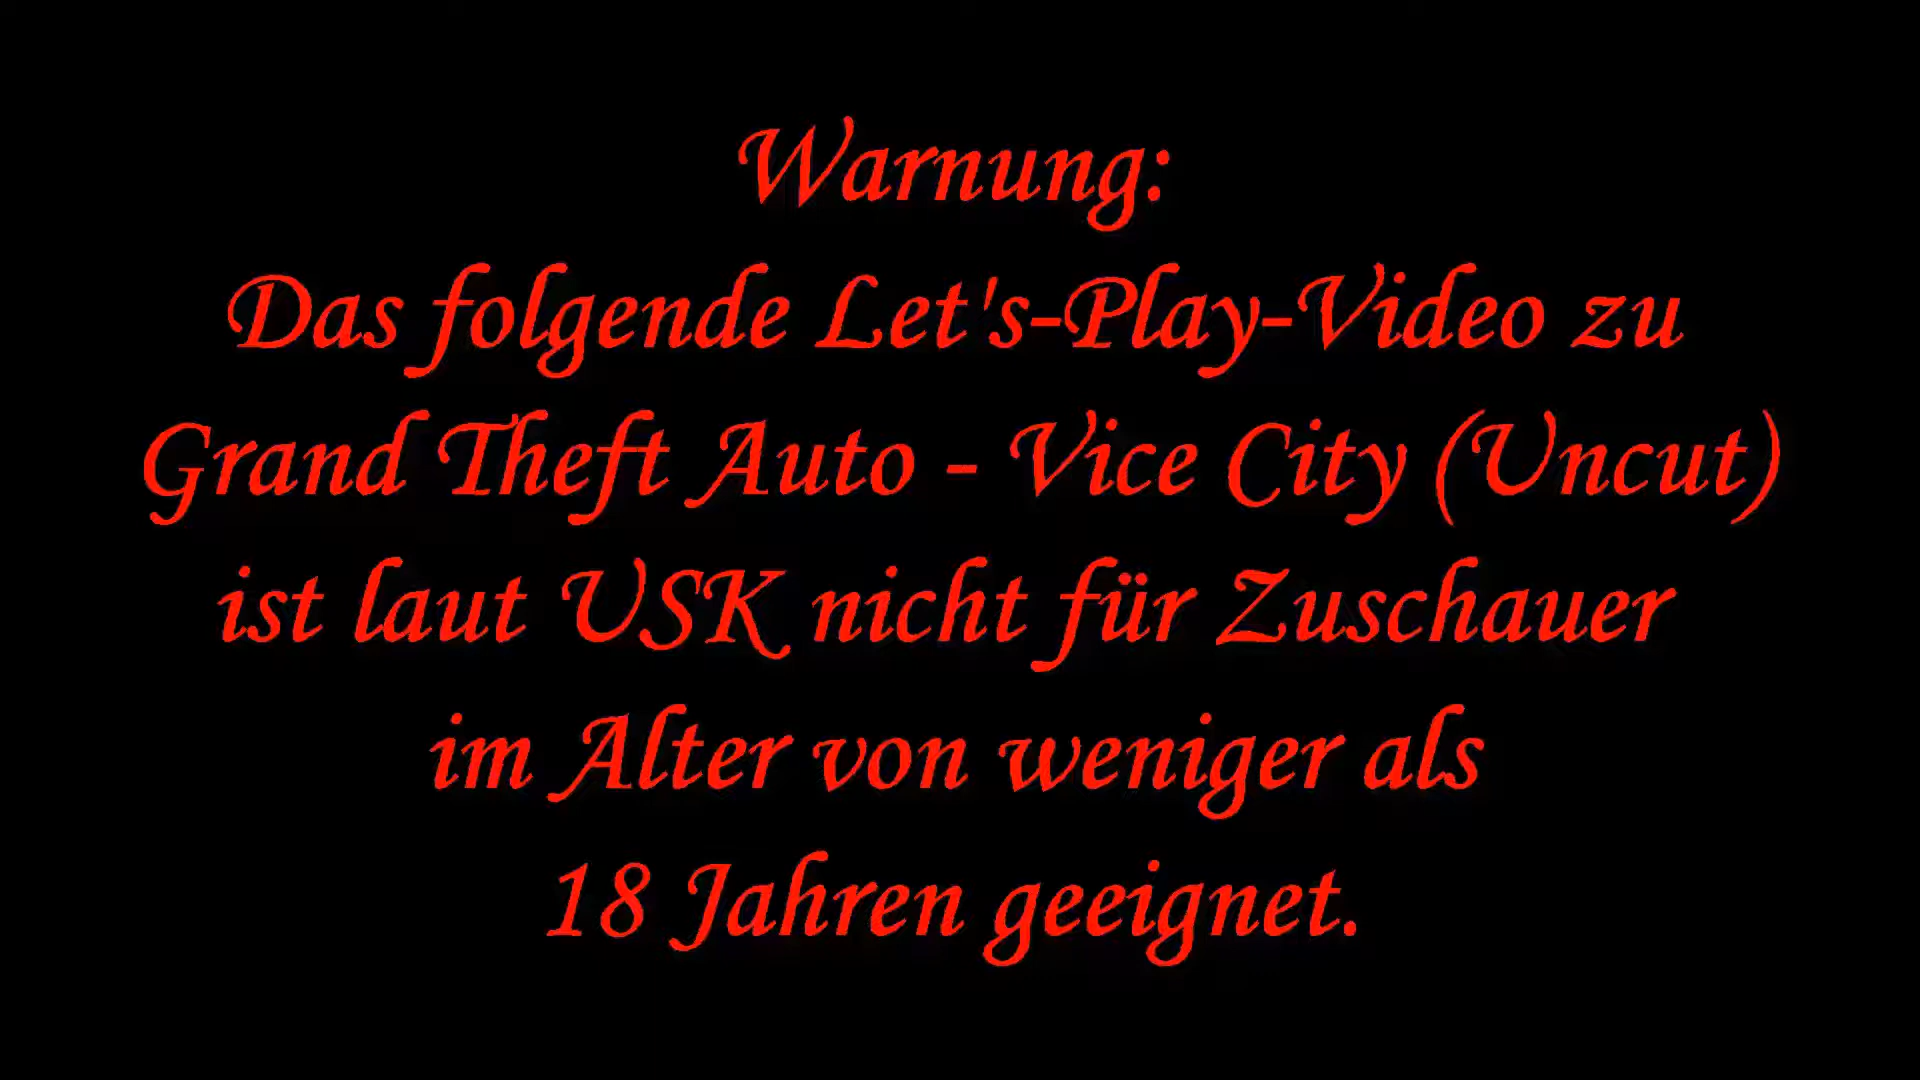 Warnung:
Das folgende Let's-Play-Video zu
Grand Theft Auto - Vice City (Uncut)
ist laut USK nicht für Zuschauer
im Alter von weniger als
18 Jahren geeignet.